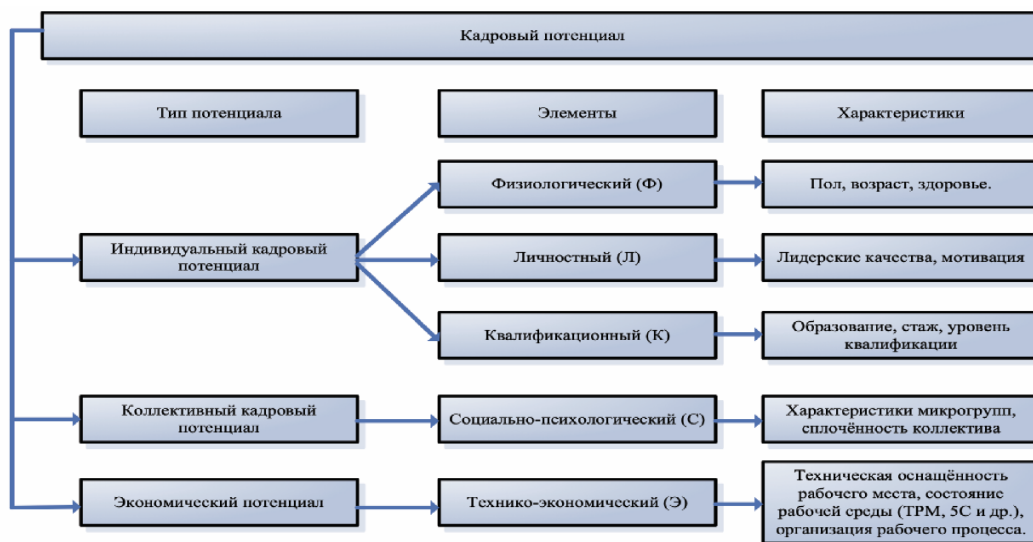 Кадровый потенциал
Тип потенциала
Элементы
Характеристики
Физиологический (Ф)
Пол, возраст, здоровье.
Индивидуальный кадровый
потенциал
Личностный (Л)
Лидерские качества, мотивация
Квалификационный (К)
Образование, стаж, уровень
квалификации
Коллективный кадровый
потенциал
Социально-психологический (С)
Характеристики микрогрупп,
сплочённость коллектива
Экономический потенциал
Технико-экономический (Э)
Техническая оснащённость
рабочего места, состояние
рабочей среды (ТРМ, 5С и др.),
организация рабочего процесса.